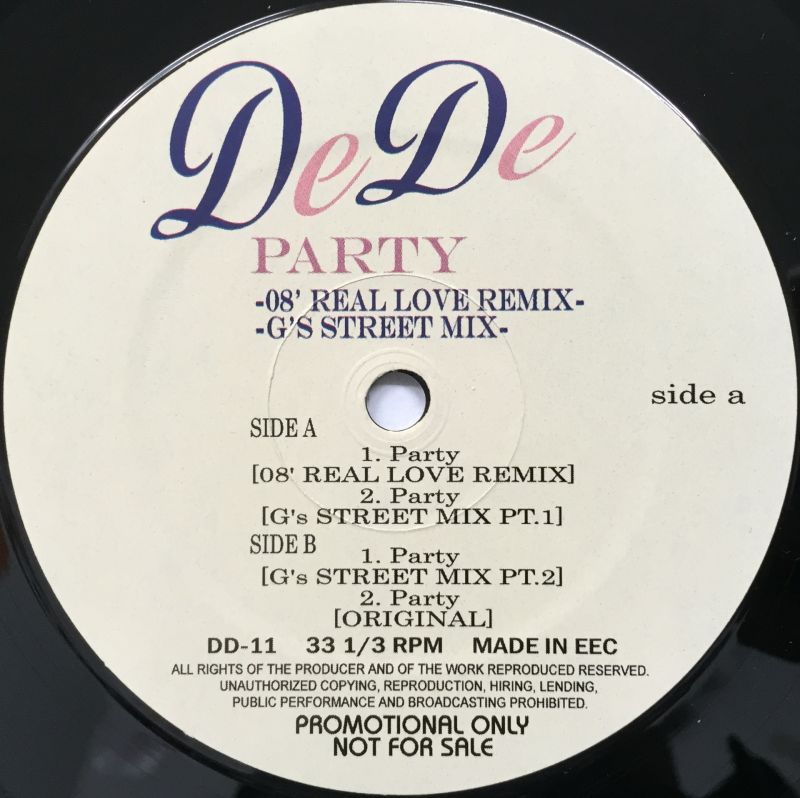 DeDe
PARTY
-08' REAL LOVE REMIX-
-G'S STREET MIX-
side a
SIDE A
1. Party
[08' REAL LOVE REMIX]
2. Party
[G's STREET MIX PT.1]
SIDE B
1. Party
[G's STREET MIX PT.2]
2. Party
[ORIGINAL]
DD-11 33 1/3 RPM MADE IN EEC
ALL RIGHTS OF THE PRODUCER AND OF THE WORK REPRODUCED RESERVED.
UNAUTHORIZED COPYING, REPRODUCTION, HIRING, LENDING,
PUBLIC PERFORMANCE AND BROADCASTING PROHIBITED.
PROMOTIONAL ONLY
NOT FOR SALE